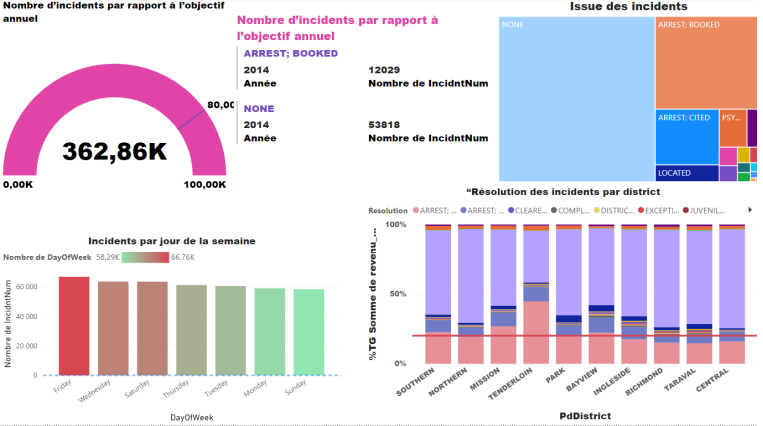 Nombre d’incidents par rapport à l’objectif
annuel
80,0(
362,86K
0,00K
100,00K
Nombre d’incidents par rapport à
l’objectif annuel
ARREST; BOOKED
2014
12029
Année
Nombre de IncidntNum
NONE
2014
53818
Année
Nombre de IncidntNum
Issue des incidents
NONE
ARREST; BOOKED
ARREST; CITED
PSY...
LOCATED
Incidents par jour de la semaine
Nombre de DayOfWeek 58,29K 66,76K
Nombre de IncidntNum
60 000
40 000
20 000
0
Friday
Wednesday
Saturday
Thursday
Tuesday
Monday
Sunday
DayOfWeek
“Résolution des incidents par district
Resolution ARREST: ... ARREST; ... CLEARE... COMPL... DISTRIC... EXCEPTI... JUVENIL...
%TG Somme de revenu_...
100%
50%
0%
SOUTHERN
NORTHERN
MISSION
TENDERLOIN
PARK
BAYVIEW
INGLESIDE
RICHMOND
TARAVAL
CENTRAL
PdDistrict